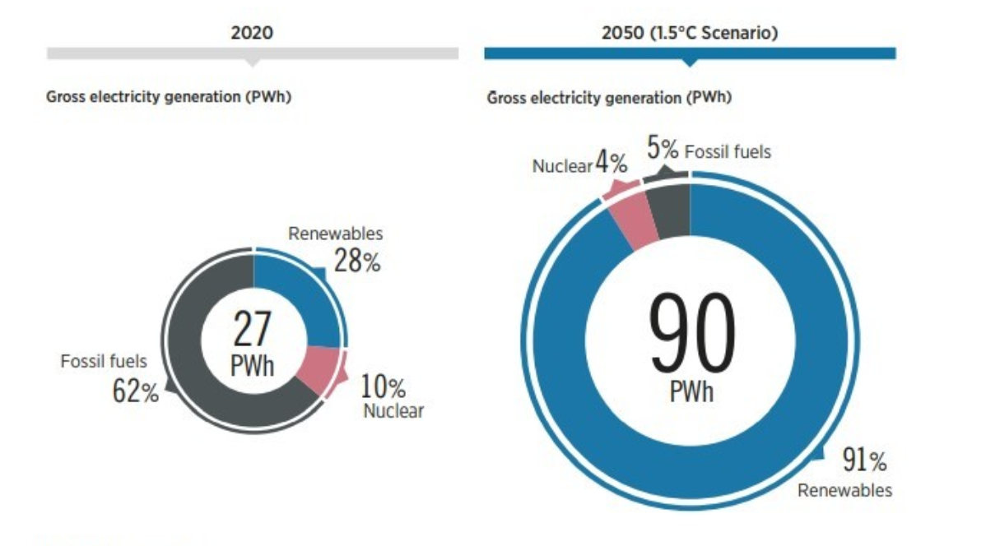 2020
Gross electricity generation (PWh)
Renewables
28%
27
PWh
Fossil fuels
62%
10%
Nuclear
2050 (1.5°C Scenario)
Gross electricity generation (PWh)
Nuclear 4%
5% Fossil fuels
90
PWh
91%
Renewables